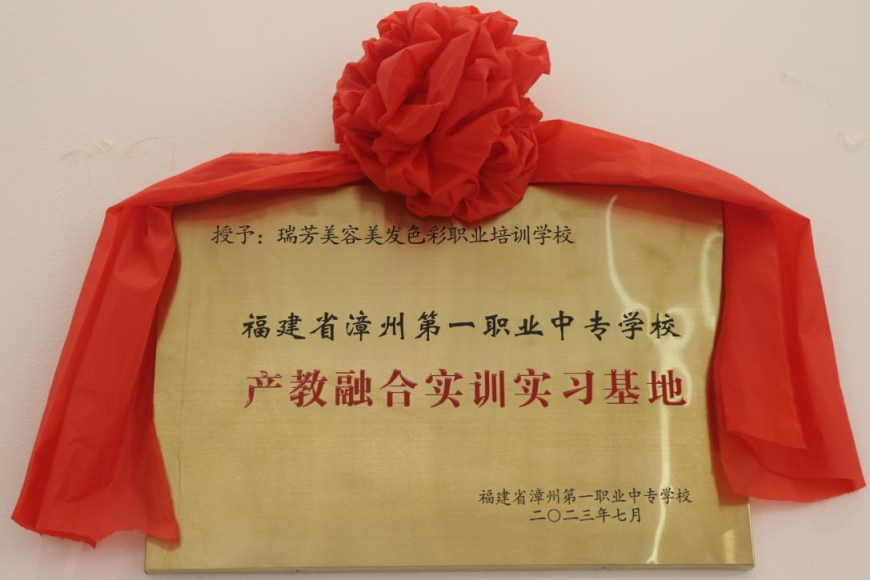 授予：瑞芳美容美发色彩职业培训学校
福建省漳州第一职业中专学校
产教融合实训实习基地
福建省漳州第一职业中专学校
二〇二三年七月